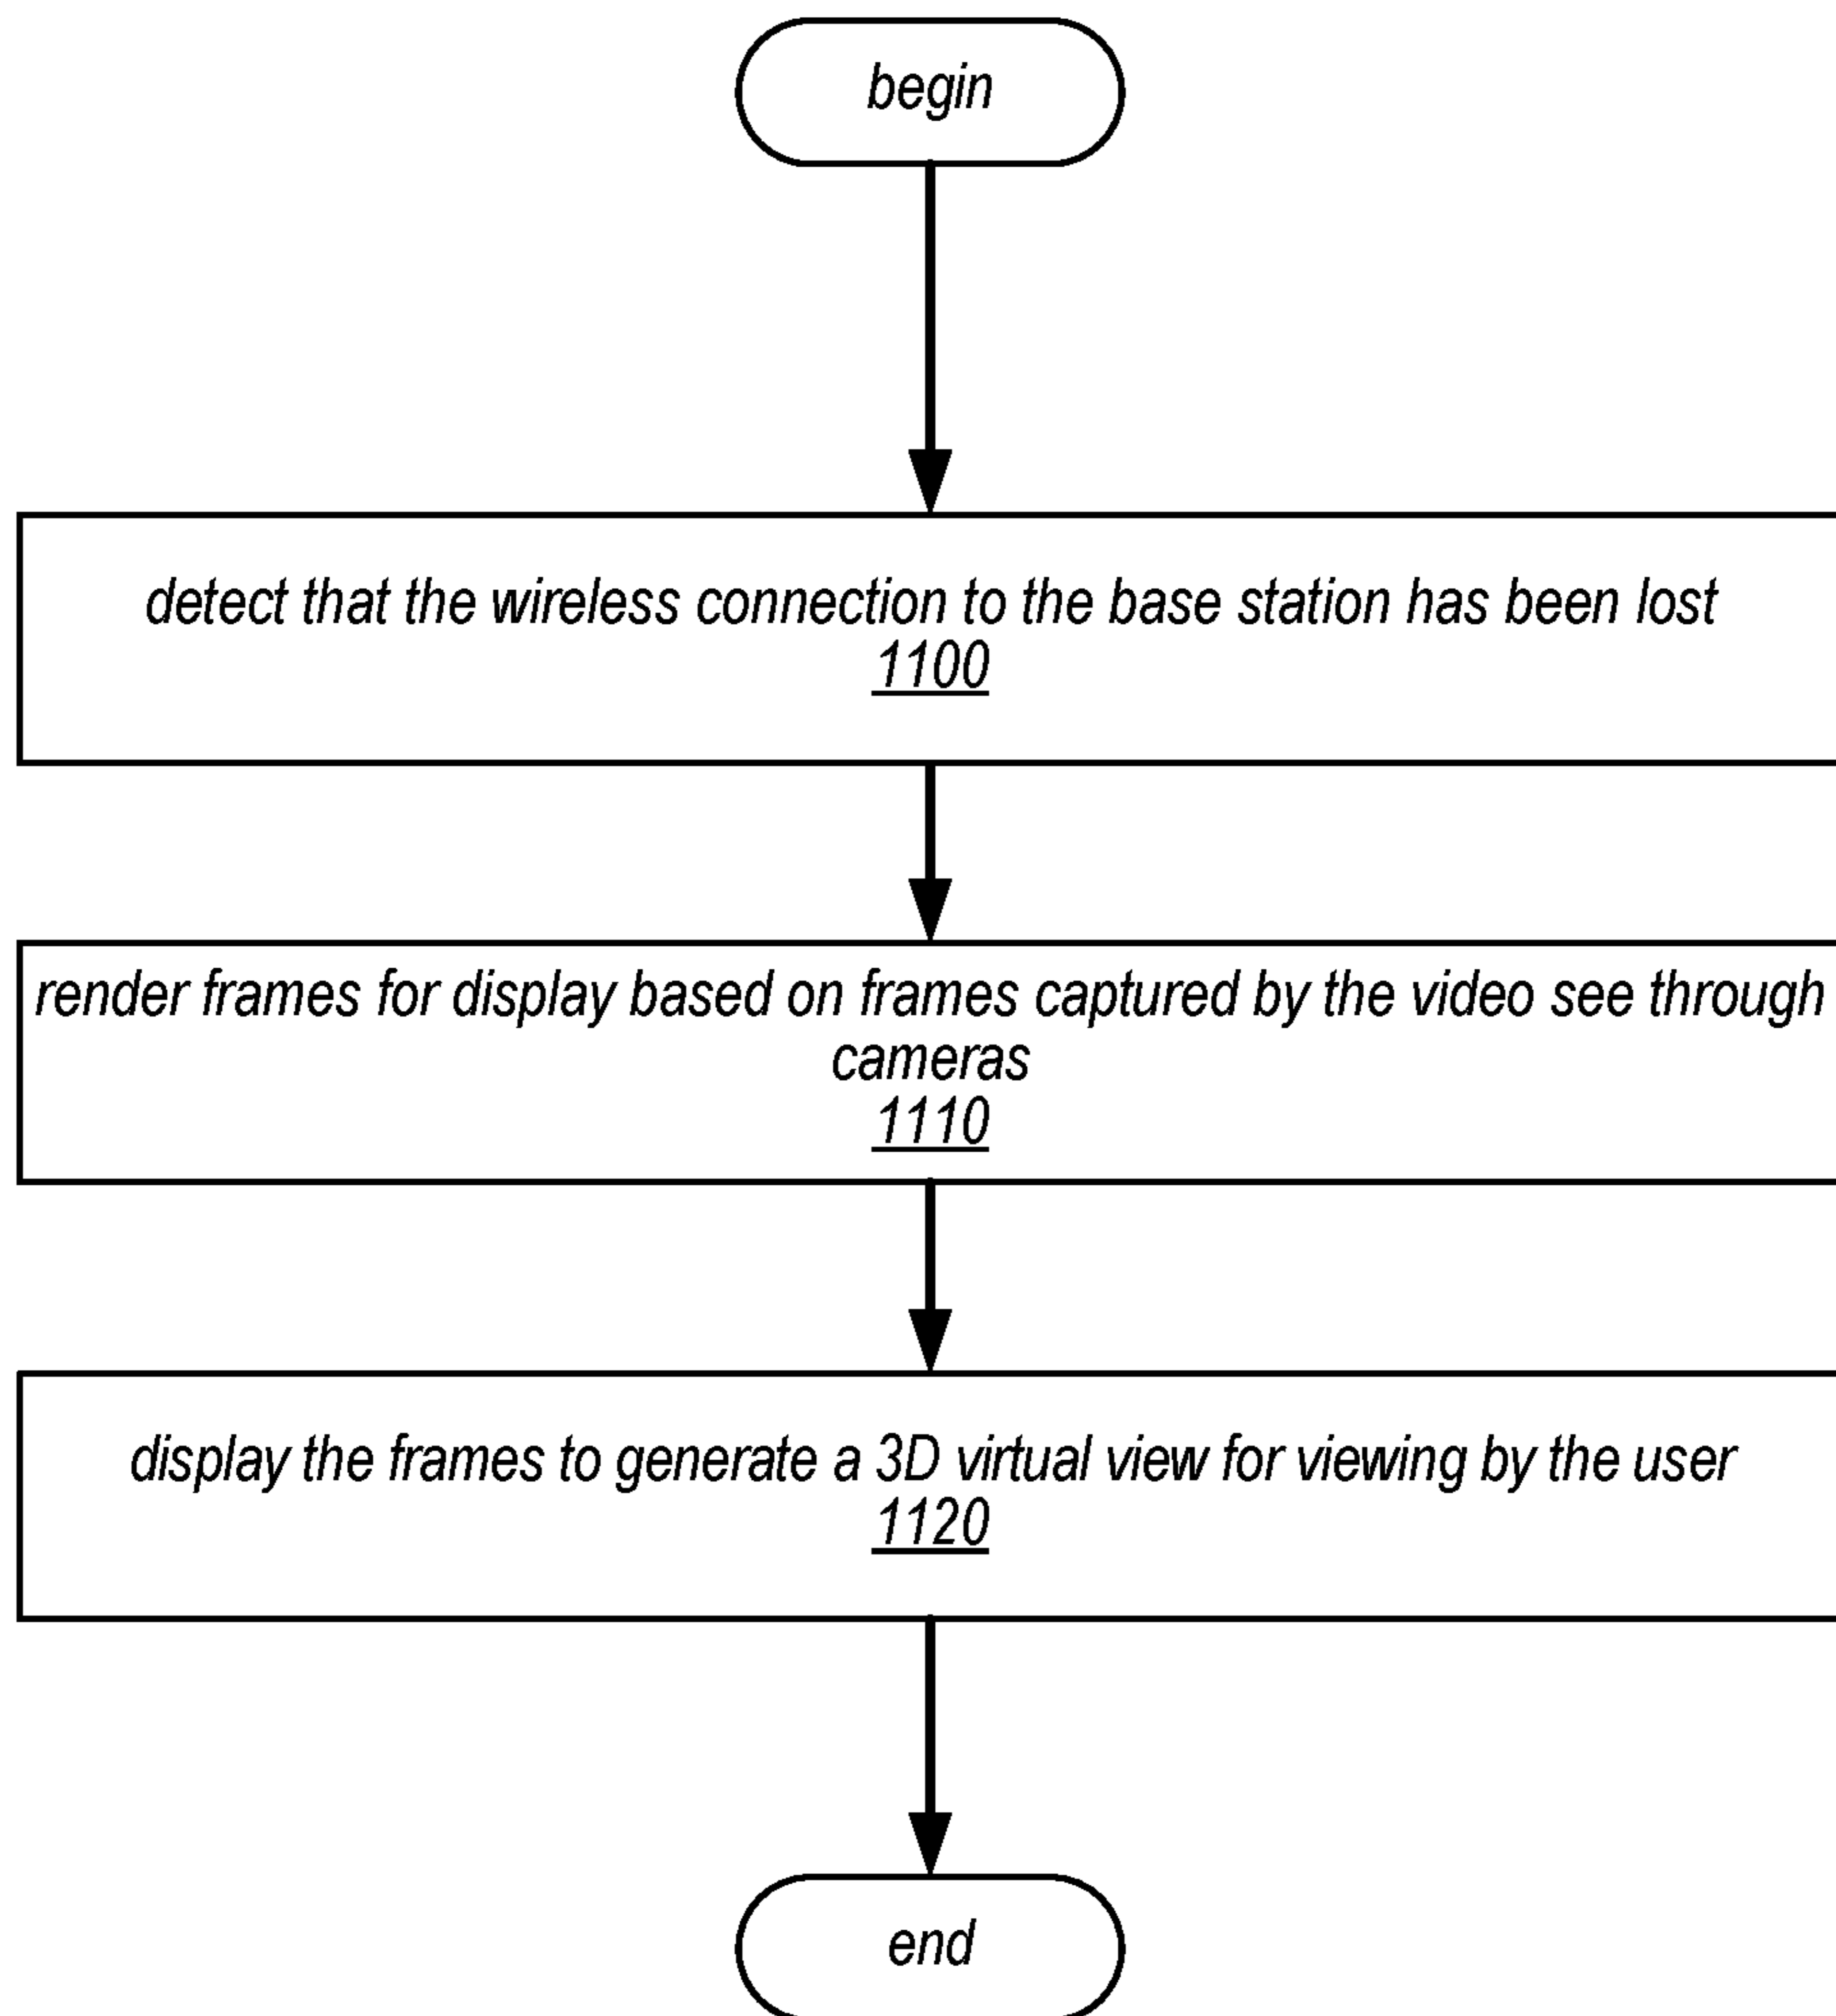 begin
detect that the wireless connection to the base station has been lost
1100
render frames for display based on frames captured by the video see through
cameras
1110
display the frames to generate a 3D virtual view for viewing by the user
1120
end